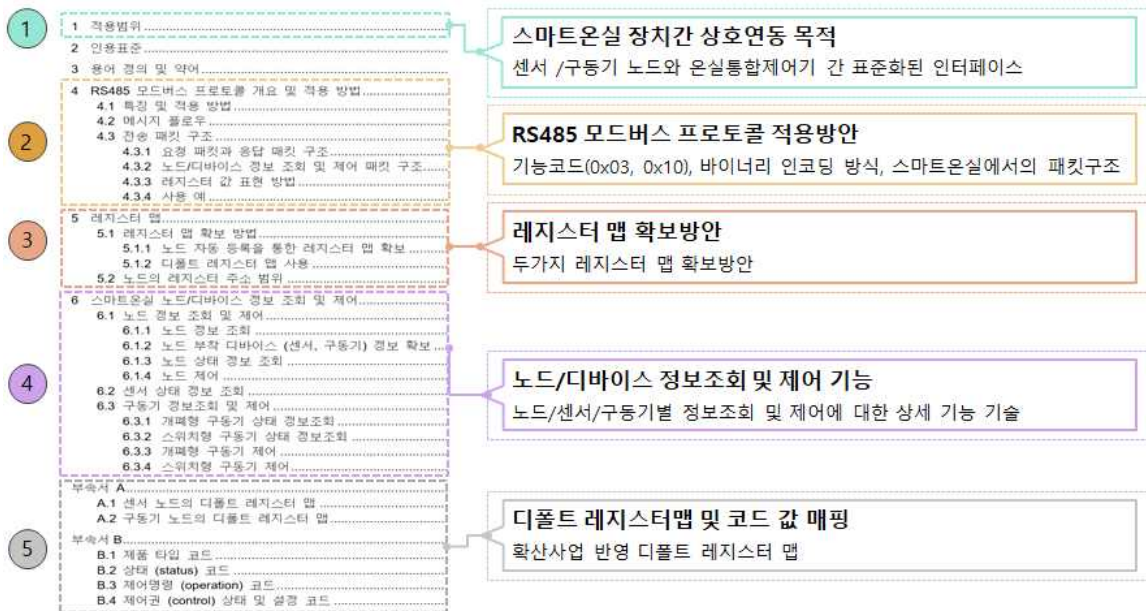 1
1 적용범위
2 인용표준
3 용어 정의 및 약어
스마트온실 장치간 상호연동 목적
센서 /구동기 노드와 온실통합제어기 간 표준화된 인터페이스
2
4 RS485 모드버스 프로토콜 개요 및 적용 방법
4.1 특징 및 적용 방법
4.2 메시지 플로우
4.3 전송 패킷 구조
4.3.1 요청 패킷과 응답 패킷 구조
4.3.2 노드/디바이스 정보 조회 및 제어 패킷 구조
4.3.3 레지스터 값 표현 방법
4.3.4 사용 예
RS485 모드버스 프로토콜 적용방안
기능코드(0x03, 0x10), 바이너리 인코딩 방식, 스마트온실에서의 패킷구조
3
5 레지스터 맵
5.1 레지스터 맵 확보 방법
5.1.1 노드 자동 등록을 통한 레지스터 맵 확보
5.1.2 디폴트 레지스터 맵 사용
5.2 노드의 레지스터 주소 범위
레지스터 맵 확보방안
두가지 레지스터 맵 확보방안
4
6 스마트온실 노드/디바이스 정보 조회 및 제어
6.1 노드 정보 조회 및 제어
6.1.1 노드 정보 조회
6.1.2 노드 부착 디바이스 (센서, 구동기) 정보 확보
6.1.3 노드 상태 정보 조회
6.1.4 노드 제어
6.2 센서 상태 정보 조회
6.3 구동기 정보조회 및 제어
6.3.1 개폐형 구동기 상태 정보조회
6.3.2 스위치형 구동기 상태 정보조회
6.3.3 개폐형 구동기 제어
6.3.4 스위치형 구동기 제어
노드/디바이스 정보조회 및 제어 기능
노드/센서/구동기별 정보조회 및 제어에 대한 상세 기능 기술
5
부속서 A
A.1 센서 노드의 디폴트 레지스터 맵
A.2 구동기 노드의 디폴트 레지스터 맵
부속서 B
B.1 제품 타입 코드
B.2 상태 (status) 코드
B.3 제어명령 (operation) 코드
B.4 제어권 (control) 상태 및 설정 코드
디폴트 레지스터맵 및 코드 값 매핑
확산사업 반영 디폴트 레지스터 맵